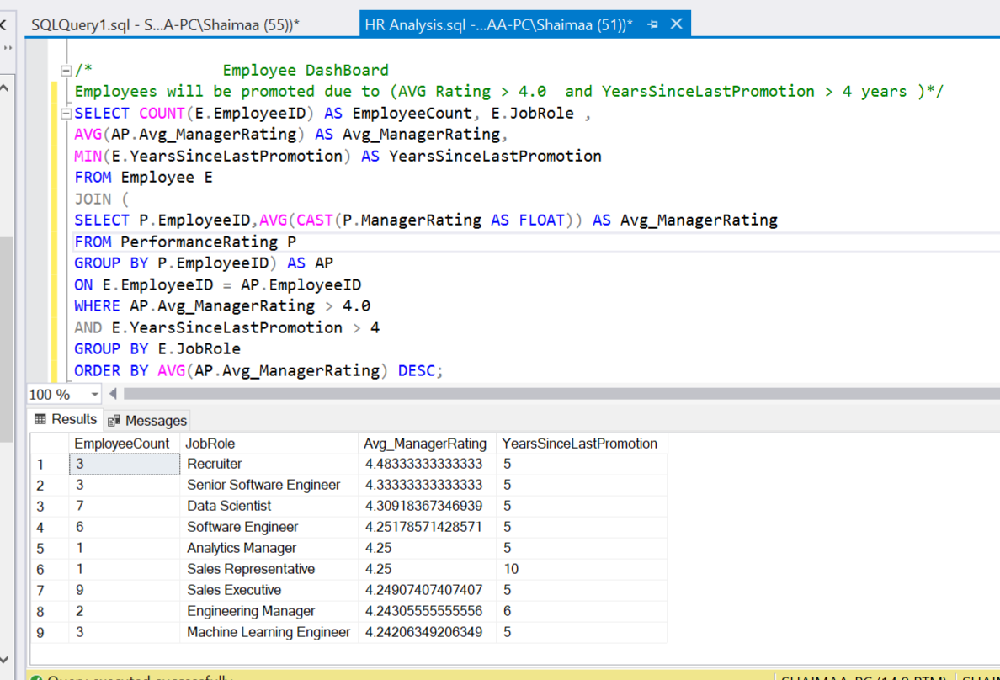 SQLQuery1.sql - S...A-PC\Shaimaa (55))*
HR Analysis.sql -...AA-PC\Shaimaa (51))*
/* Employee DashBoard
Employees will be promoted due to (AVG Rating > 4.0 and YearsSinceLastPromotion > 4 years )*/
SELECT COUNT(E.EmployeeID) AS EmployeeCount, E.JobRole ,
AVG(AP.Avg_ManagerRating) AS Avg_ManagerRating,
MIN(E.YearsSinceLastPromotion) AS YearsSinceLastPromotion
FROM Employee E
JOIN (
SELECT P.EmployeeID,AVG(CAST(P.ManagerRating AS FLOAT)) AS Avg_ManagerRating
FROM PerformanceRating P
GROUP BY P.EmployeeID) AS AP
ON E.EmployeeID = AP.EmployeeID
WHERE AP.Avg_ManagerRating > 4.0
AND E.YearsSinceLastPromotion > 4
GROUP BY E.JobRole
ORDER BY AVG(AP.Avg_ManagerRating) DESC;
100 %
Results Messages
EmployeeCount JobRole Avg_ManagerRating YearsSinceLastPromotion
1 3 Recruiter 4.48333333333333 5
2 3 Senior Software Engineer 4.33333333333333 5
3 7 Data Scientist 4.30918367346939 5
4 6 Software Engineer 4.25178571428571 5
5 1 Analytics Manager 4.25 5
6 1 Sales Representative 4.25 10
7 9 Sales Executive 4.24907407407407 5
8 2 Engineering Manager 4.24305555555556 6
9 3 Machine Learning Engineer 4.24206349206349 5
Query executed successfully